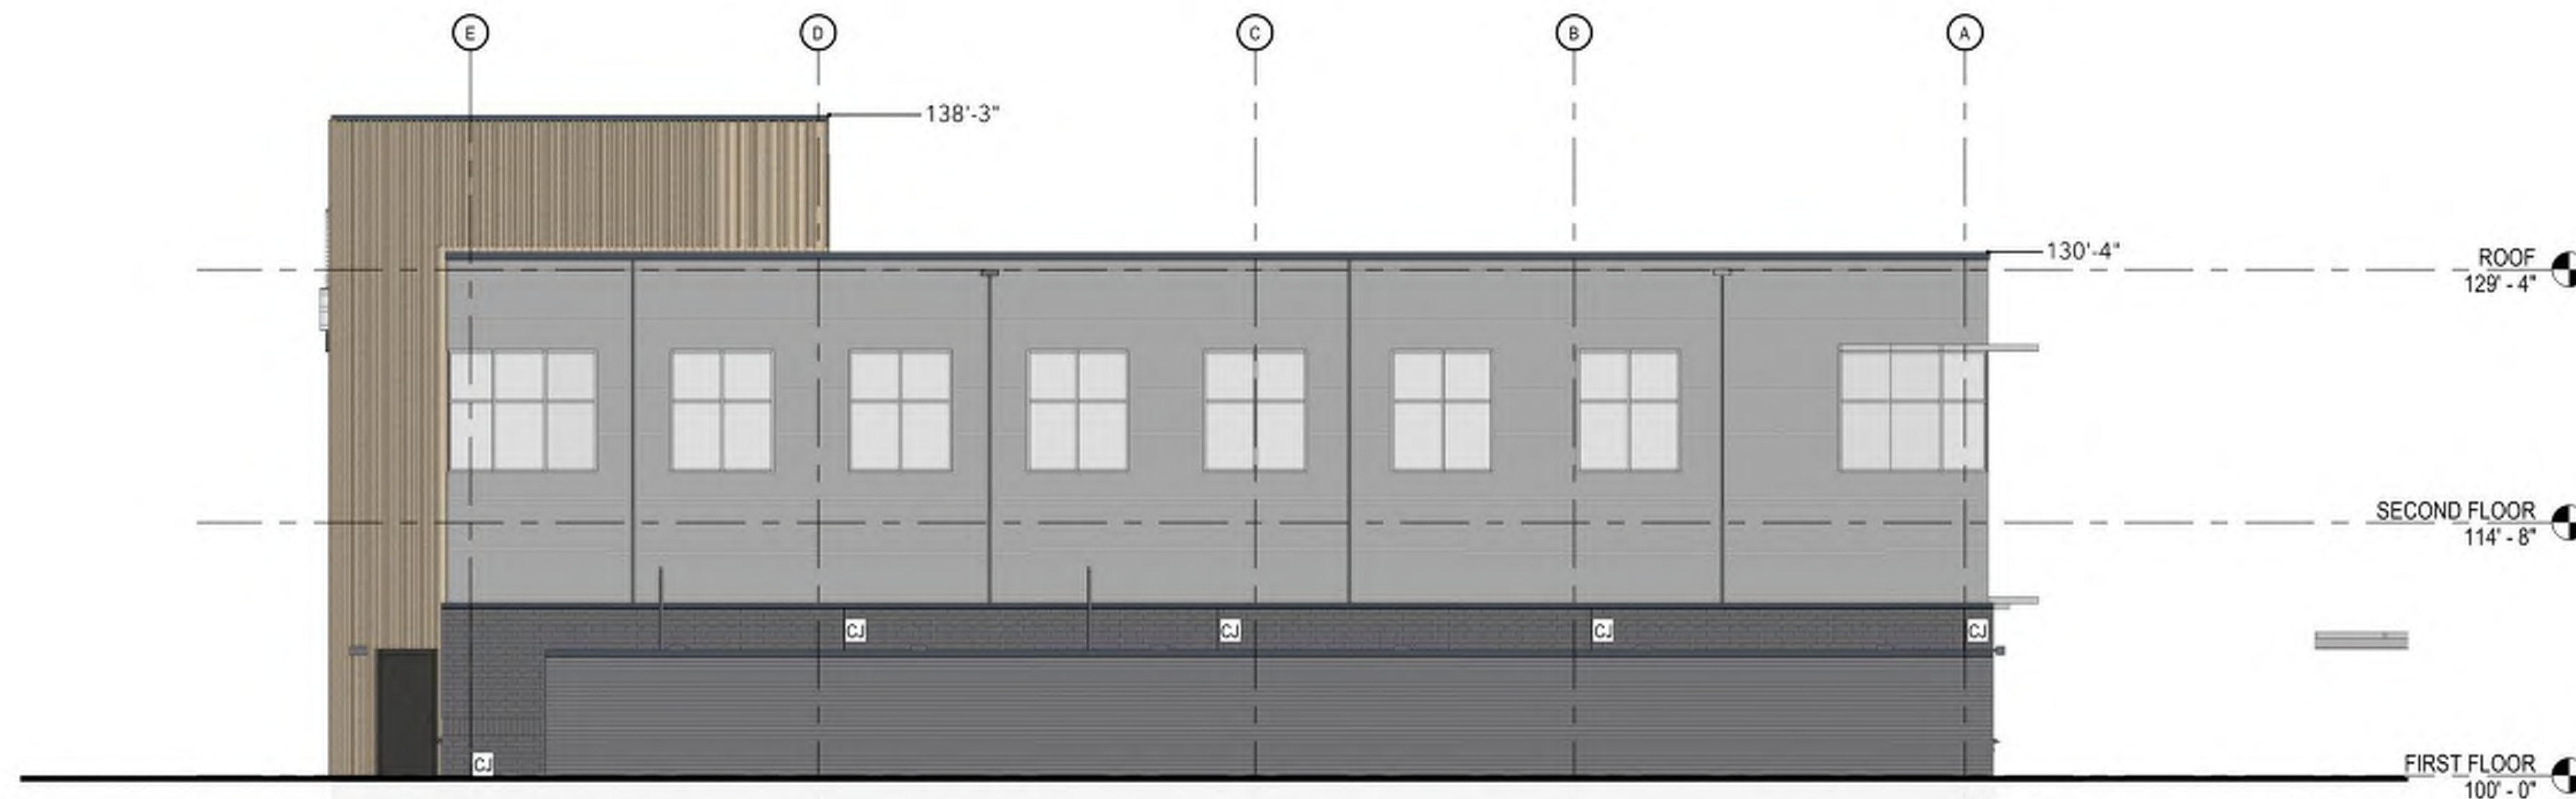 E
D
C
B
A
138'-3"
130'-4"
ROOF
129' - 4"
SECOND FLOOR
114' - 8"
CJ
CJ
CJ
CJ
CJ
FIRST FLOOR
100' - 0"